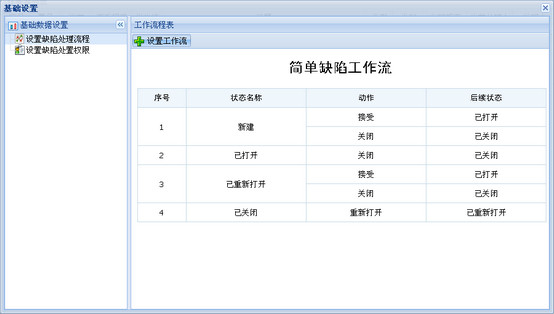 基础设置
基础数据设置
设置缺陷处理流程
设置缺陷处置权限
工作流程表
设置工作流
简单缺陷工作流
序号 状态名称 动作 后续状态
1 新建 接受 已打开
关闭 已关闭
2 已打开 关闭 已关闭
3 已重新打开 接受 已打开
关闭 已关闭
4 已关闭 重新打开 已重新打开